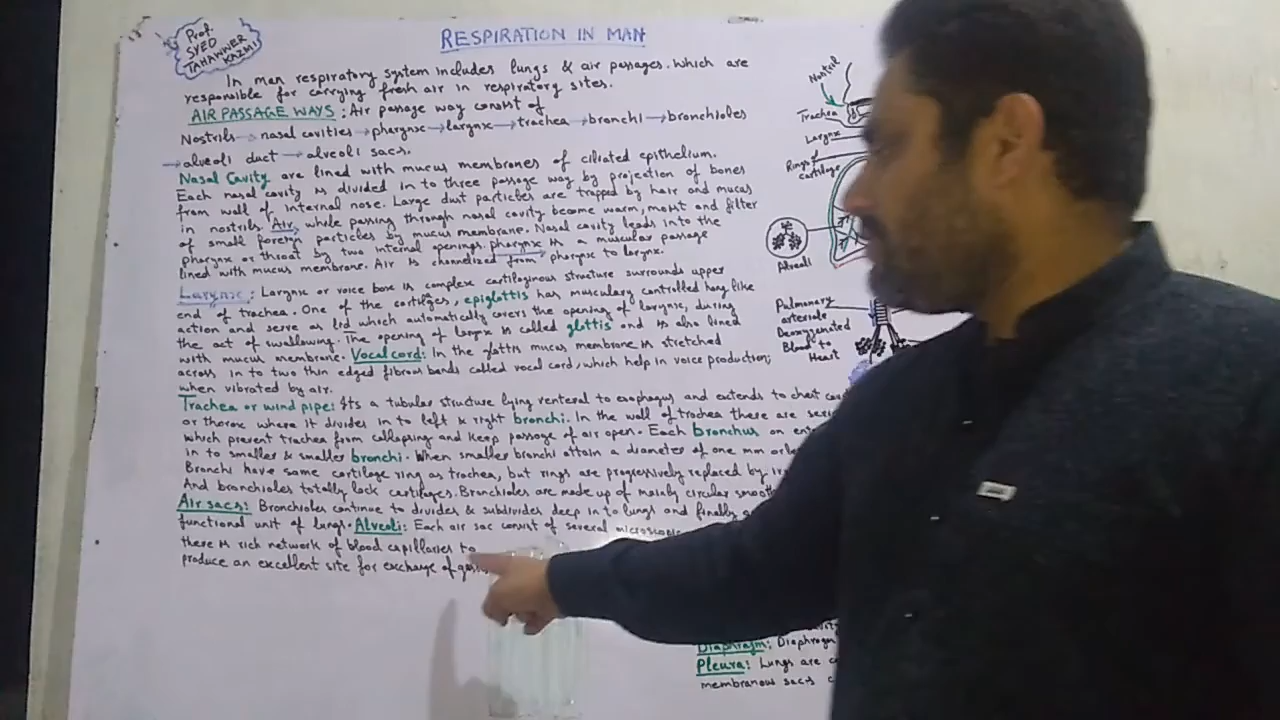 Prof.
SYED
TAHAWNER
KAZMI
RESPIRATION IN MAN
In man respiratory system includes lungs & air passages. which are
responsible for carrying fresh air in respiratory sites.
AIR PASSAGE WAYS: Air passage way consist of
Nostrils → nasal cavities → pharynx → larynx → trachea → bronchi → bronchioles
→ alveoli duct → alveoli sacs.
Nasal Cavity are lined with mucus membranes of ciliated epithelium.
Each nasal cavity is divided in to three passage way by projection of bones
from wall of internal nose. Large dust particles are trapped by hair and mucus
in nostrils. Air, while passing through nasal cavity become warm, moist and filter
of small foreign particles by mucus membrane. Nasal cavity leads into the
pharynx or throat by two internal openings. pharynx is a muscular passage
lined with mucus membrane. Air is channelized from pharynx to larynx.
Larynx: Larynx or voice box is complex cartilaginous structure surrounds upper
end of trachea. One of the cartilages, epiglottis has muscularly controlled hang like
action and serve as lid which automatically covers the opening of larynx, during
the act of swallowing. The opening of larynx is called glottis and is also lined
with mucus membrane. Vocal cord: In the glottis mucus membrane is stretched
across in to two thin edged fibrous bands called vocal cord, which help in voice production,
when vibrated by air.
Trachea or wind pipe: Its a tubular structure lying venteral to esophagus and extends to chest
or thorax where it divides in to left & right bronchi. In the wall of trachea there are
which prevent trachea from collapsing and keep passage of air open. Each bronchus on
in to smaller & smaller bronchi. When smaller bronchi attain a diameter of one mm or
Bronchi have same cartilage ring as trachea, but rings are progressively replaced by
And bronchioles totally lack cartilages. Bronchioles are made up of mainly circular smooth
Air sacs: Bronchioles continue to divides & subdivides deep in to lungs and finally
functional unit of lungs. Alveoli: Each air sac consist of several
there is rich network of blood capillaries to
produce an excellent site for exchange of
Nostril
Trachea
Larynx
Rings of
cartilage
Alveoli
Pulmonary
arteriole
Deoxygenated
Blood to
Heart
Diaphragm: Diaphragm
Pleura: Lungs are
membranous sacs